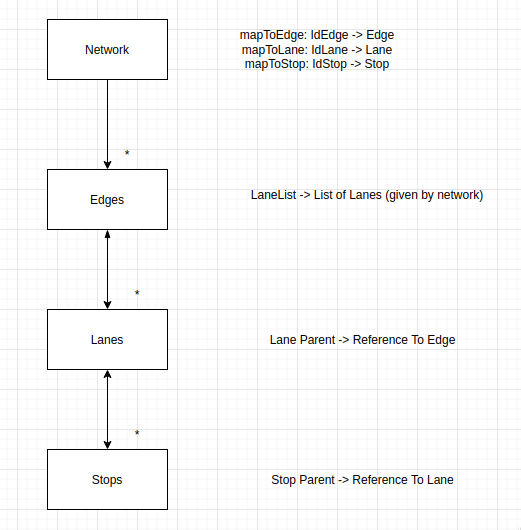 Network
mapToEdge: IdEdge -> Edge
mapToLane: IdLane -> Lane
mapToStop: IdStop -> Stop
*
Edges
LaneList -> List of Lanes (given by network)
*
Lanes
Lane Parent -> Reference To Edge
*
Stops
Stop Parent -> Reference To Lane